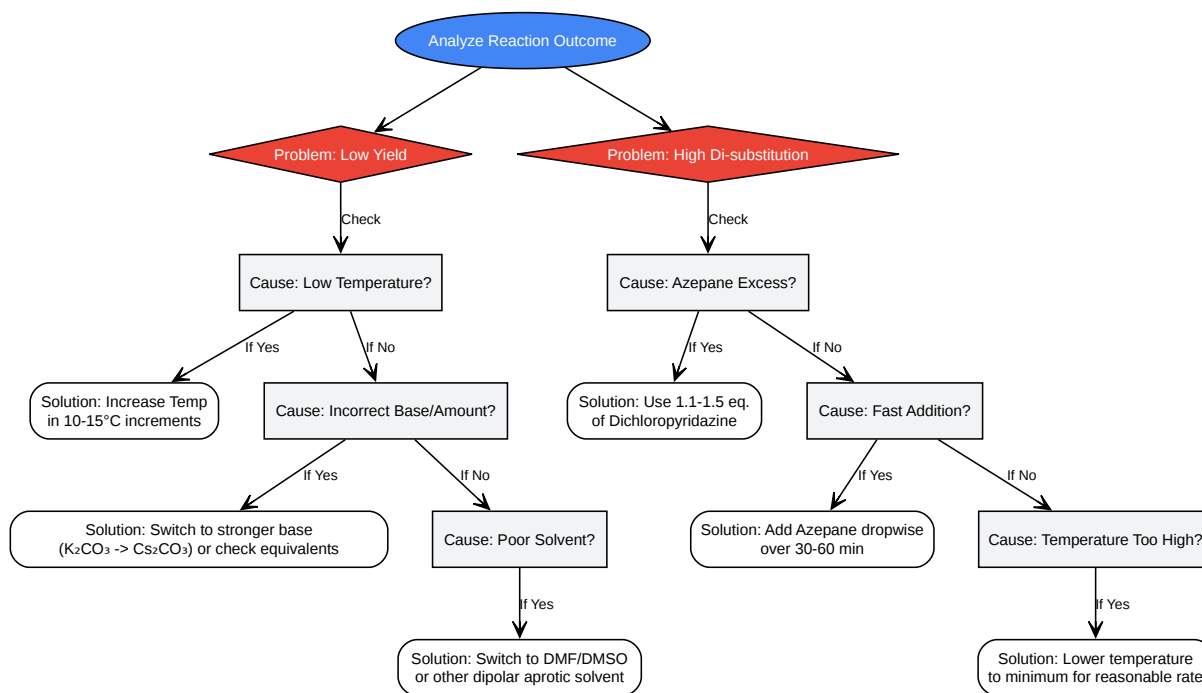 Analyze Reaction Outcome
Problem: Low Yield
Problem: High Di-substitution
Check
Check
Cause: Low Temperature?
Cause: Azepane Excess?
If Yes
If No
If Yes
If No
Solution: Increase Temp
in 10-15°C increments
Cause: Incorrect Base/Amount?
Solution: Use 1.1-1.5 eq.
of Dichloropyridazine
Cause: Fast Addition?
If Yes
If No
If Yes
If No
Solution: Switch to stronger base
(K₂CO₃ -> Cs₂CO₃) or check equivalents
Cause: Poor Solvent?
Solution: Add Azepane dropwise
over 30-60 min
Cause: Temperature Too High?
If Yes
If Yes
Solution: Switch to DMF/DMSO
or other dipolar aprotic solvent
Solution: Lower temperature
to minimum for reasonable rate